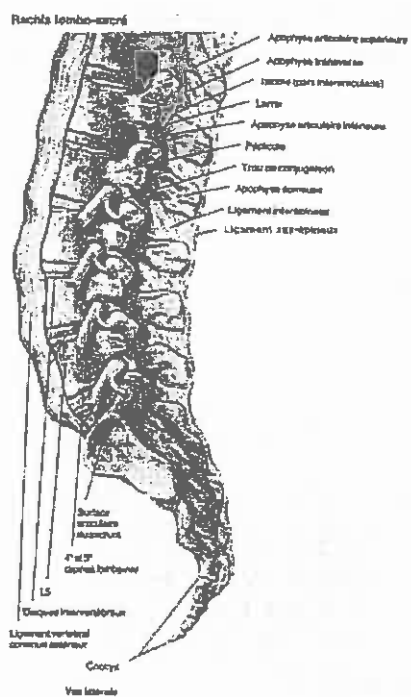 Rachis lombo-sacré
Apophyse articulaire supérieure
Apophyse transverse
Isthme (pars interarticularis)
Lame
Apophyse articulaire inférieure
Pédicule
Trou de conjugaison
Apophyse épineuse
Ligament interépineux
Ligament sus-épineux
Surface
articulaire
du sacrum
4e et 5e
L5
Disques intervertébraux
Ligament vertébral
commun antérieur
Coccyx
Vue latérale